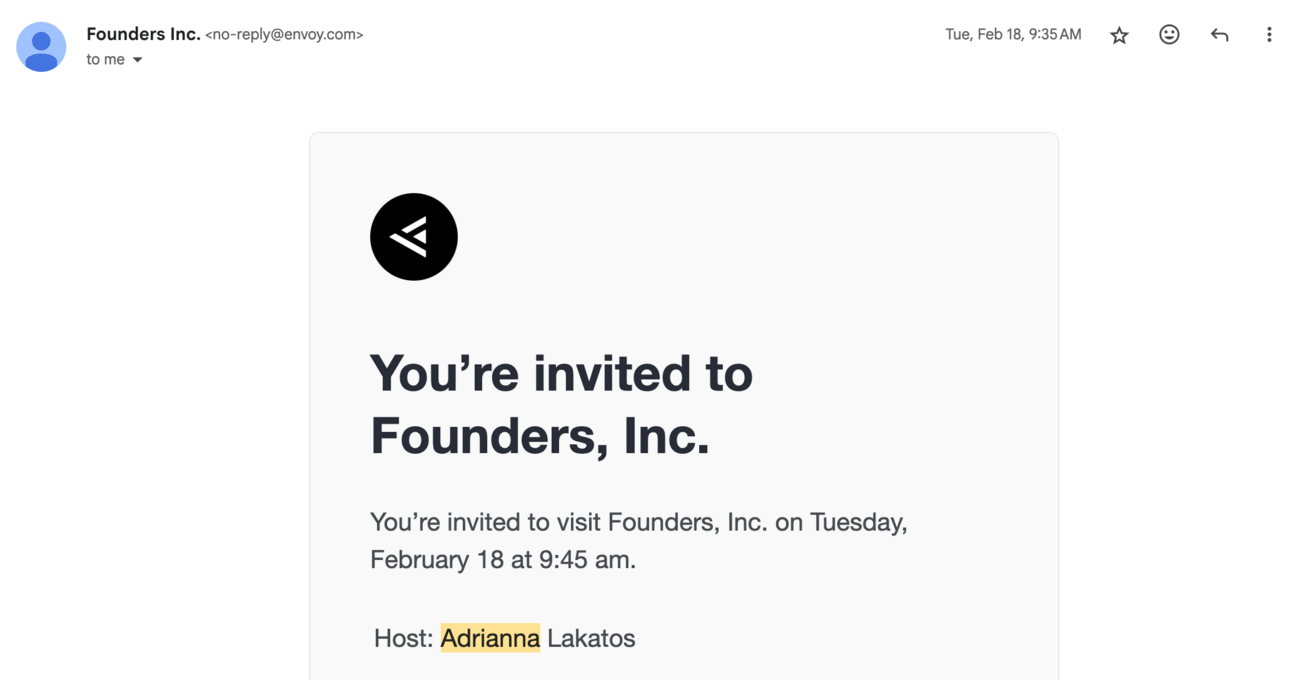 Founders Inc. <no-reply@envoy.com>
Tue, Feb 18, 9:35 AM
to me
You’re invited to
Founders, Inc.
You’re invited to visit Founders, Inc. on Tuesday,
February 18 at 9:45 am.
Host: Adrianna Lakatos